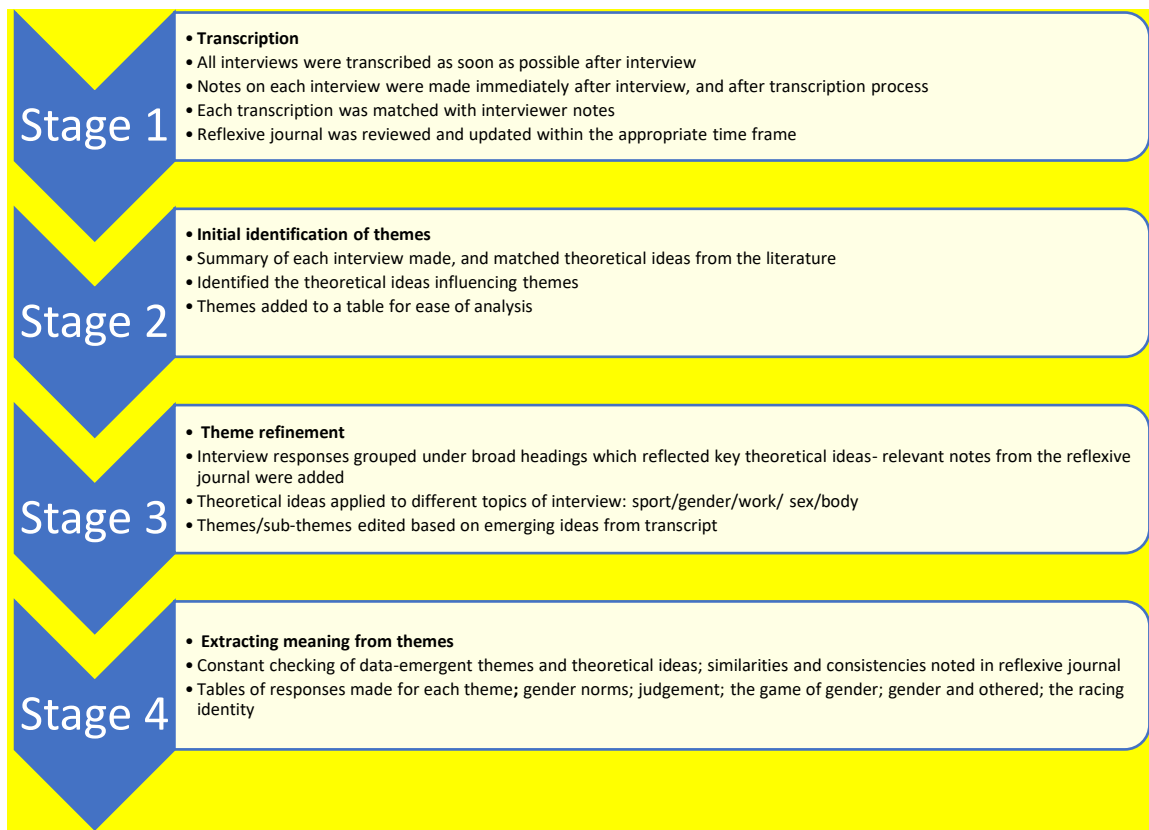 Stage 1
• Transcription
• All interviews were transcribed as soon as possible after interview
• Notes on each interview were made immediately after interview, and after transcription process
• Each transcription was matched with interviewer notes
• Reflexive journal was reviewed and updated within the appropriate time frame
Stage 2
• Initial identification of themes
• Summary of each interview made, and matched theoretical ideas from the literature
• Identified the theoretical ideas influencing themes
• Themes added to a table for ease of analysis
Stage 3
• Theme refinement
• Interview responses grouped under broad headings which reflected key theoretical ideas- relevant notes from the reflexive
journal were added
• Theoretical ideas applied to different topics of interview: sport/gender/work/ sex/body
• Themes/sub-themes edited based on emerging ideas from transcript
Stage 4
• Extracting meaning from themes
• Constant checking of data-emergent themes and theoretical ideas; similarities and consistencies noted in reflexive journal
• Tables of responses made for each theme; gender norms; judgement; the game of gender; gender and othered; the racing
identity